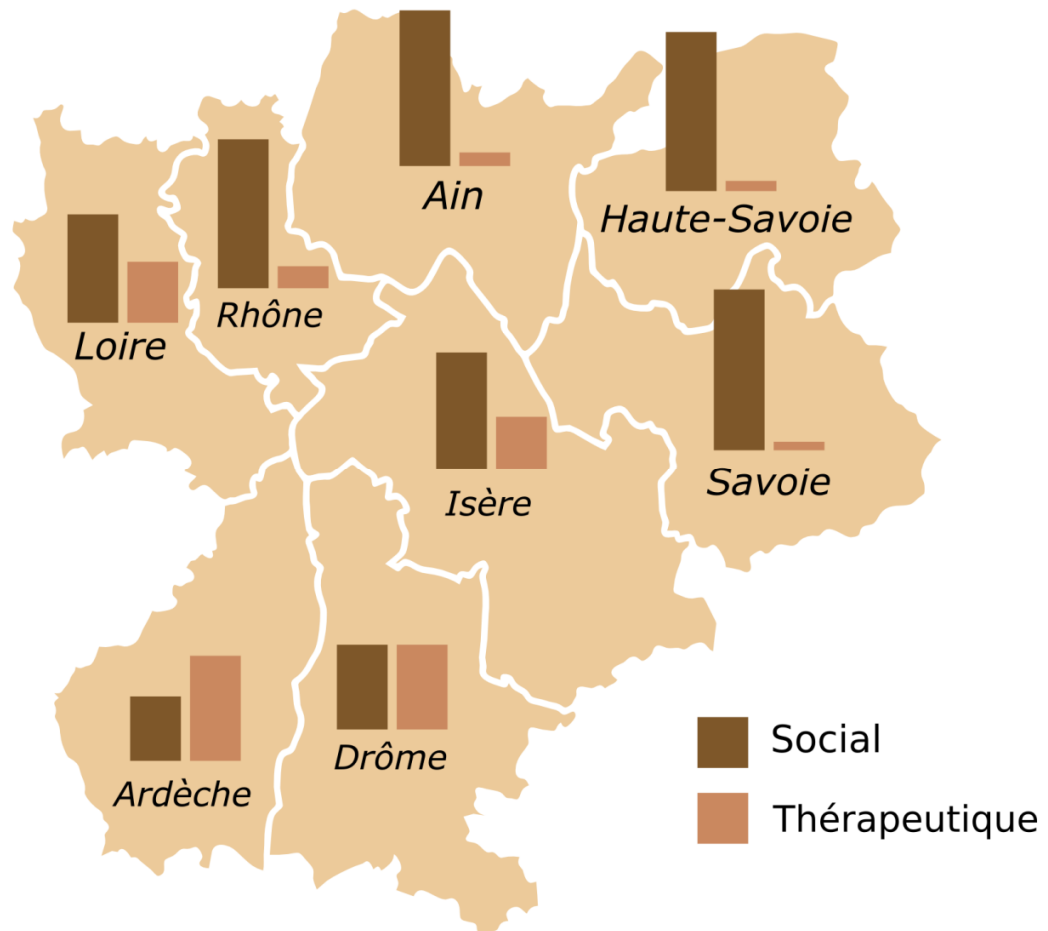 Ain
Haute-Savoie
Rhône
Loire
Savoie
Isère
Social
Drôme
Ardèche
Thérapeutique